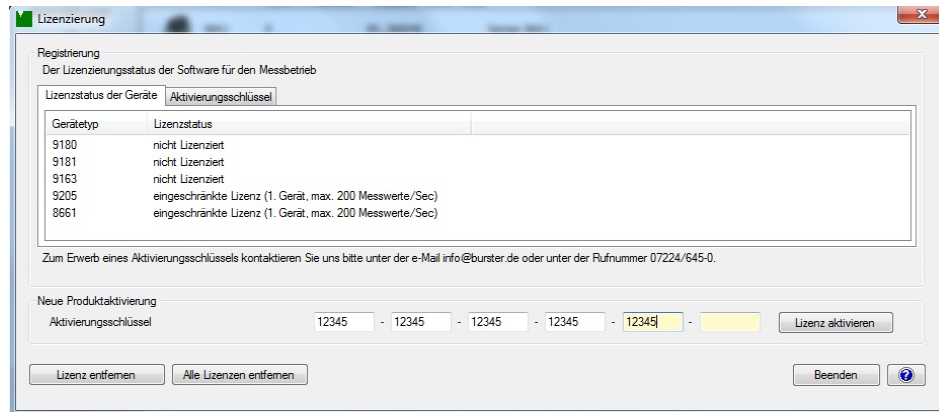 Lizenzierung
x
Registrierung
Der Lizenzierungsstatus der Software für den Messbetrieb
Lizenzstatus der Geräte Aktivierungsschlüssel
Gerätetyp Lizenzstatus
9180 nicht Lizenziert
9181 nicht Lizenziert
9163 nicht Lizenziert
9205 eingeschränkte Lizenz (1. Gerät, max. 200 Messwerte/Sec)
8661 eingeschränkte Lizenz (1. Gerät, max. 200 Messwerte/Sec)
Zum Erwerb eines Aktivierungsschlüssels kontaktieren Sie uns bitte unter der e-Mail info@burster.de oder unter der Rufnummer 07224/645-0.
Neue Produktaktivierung
Aktivierungsschlüssel 12345 - 12345 - 12345 - 12345 - 12345 - Lizenz aktivieren
Lizenz entfernen Alle Lizenzen entfernen Beenden ?